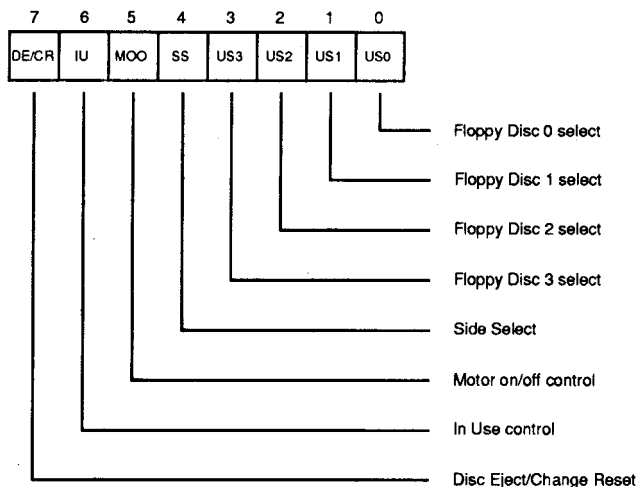 7 6 5 4 3 2 1 0
DE/CR IU MOO SS US3 US2 US1 US0
Floppy Disc 0 select
Floppy Disc 1 select
Floppy Disc 2 select
Floppy Disc 3 select
Side Select
Motor on/off control
In Use control
Disc Eject/Change Reset